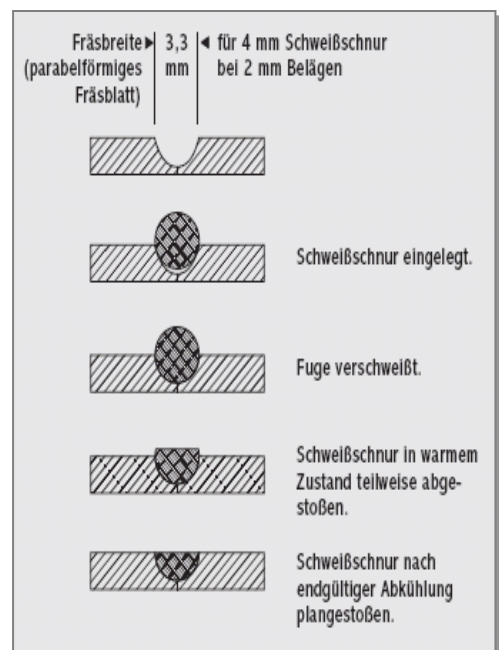 Fräsbreite 3,3 für 4 mm Schweißschnur
(parabelförmiges mm bei 2 mm Belägen
Fräsblatt)
Schweißschnur eingelegt.
Fuge verschweißt.
Schweißschnur in warmem
Zustand teilweise abge-
stoßen.
Schweißschnur nach
endgültiger Abkühlung
plangestoßen.